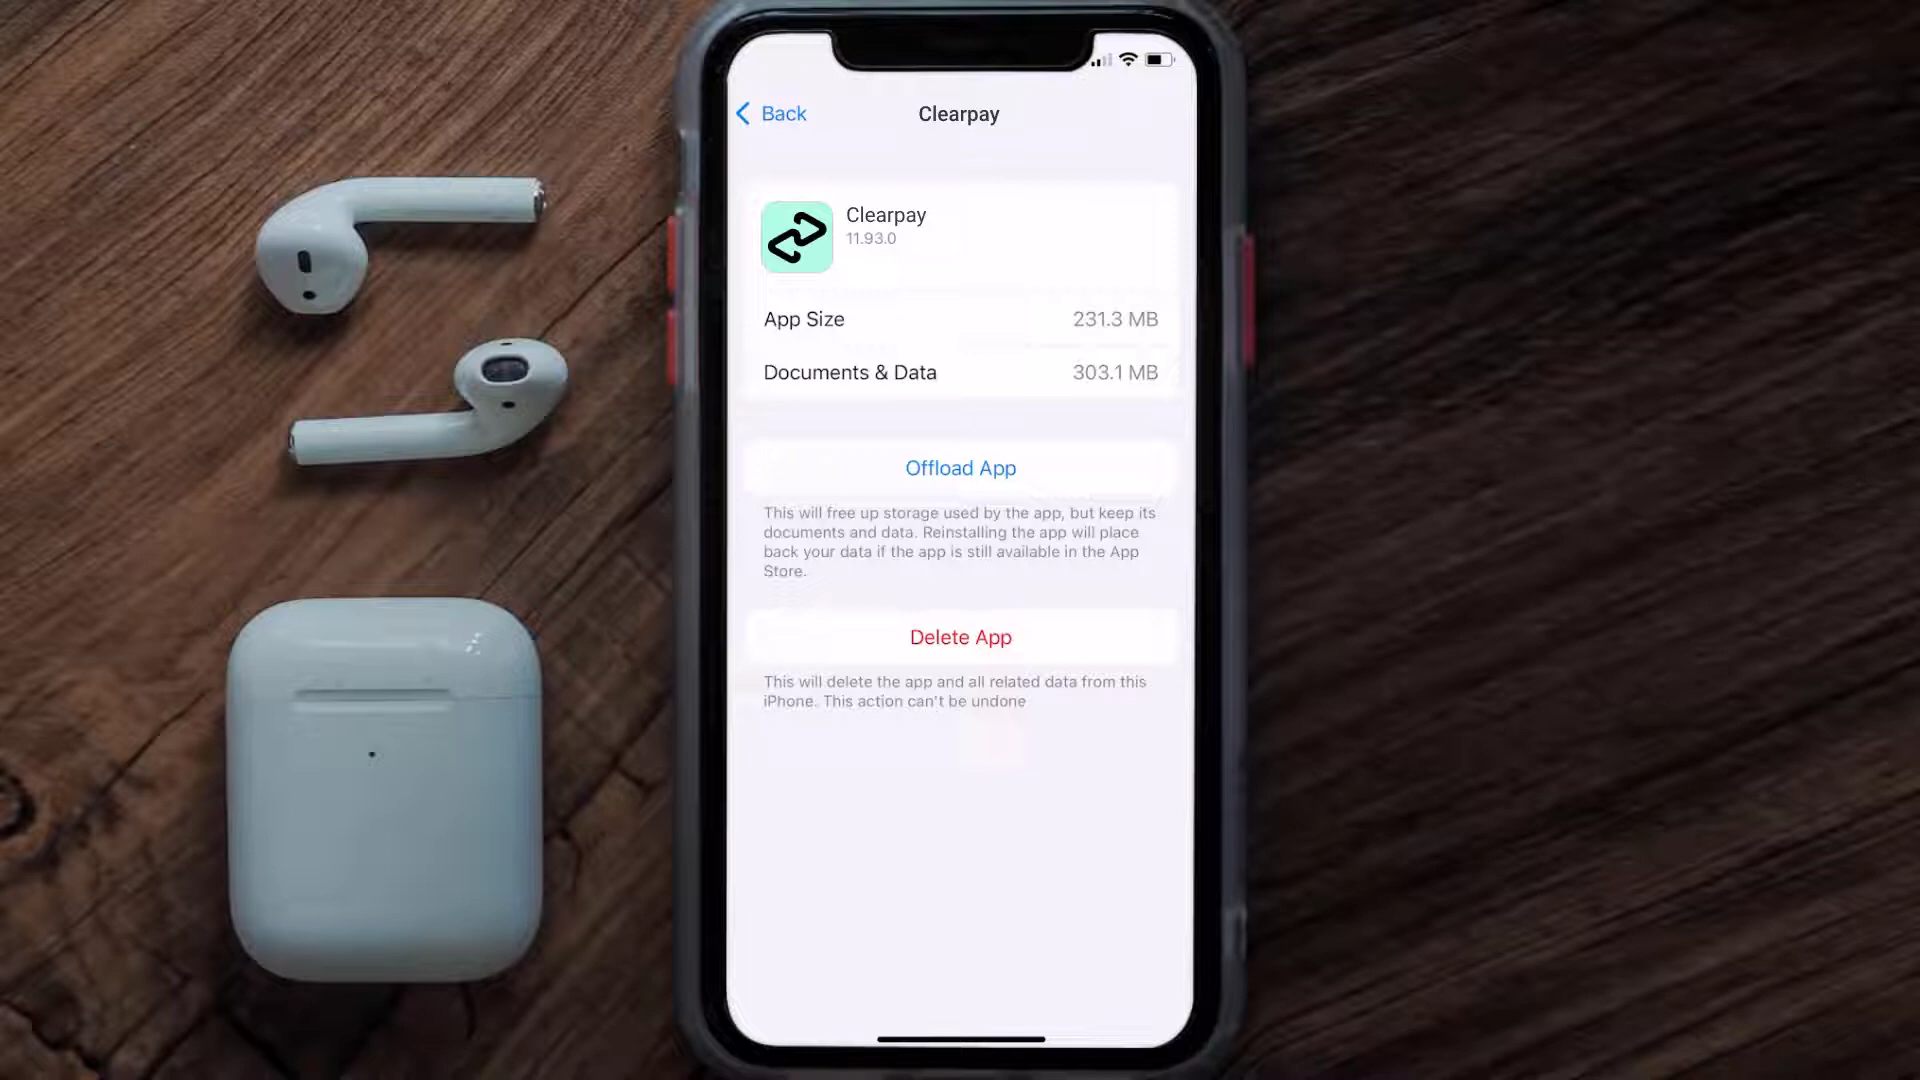 Back
Clearpay
Clearpay
11.93.0
App Size
231.3 MB
Documents & Data
303.1 MB
Offload App
This will free up storage used by the app, but keep its
documents and data. Reinstalling the app will place
back your data if the app is still available in the App
Store.
Delete App
This will delete the app and all related data from this
iPhone. This action can't be undone